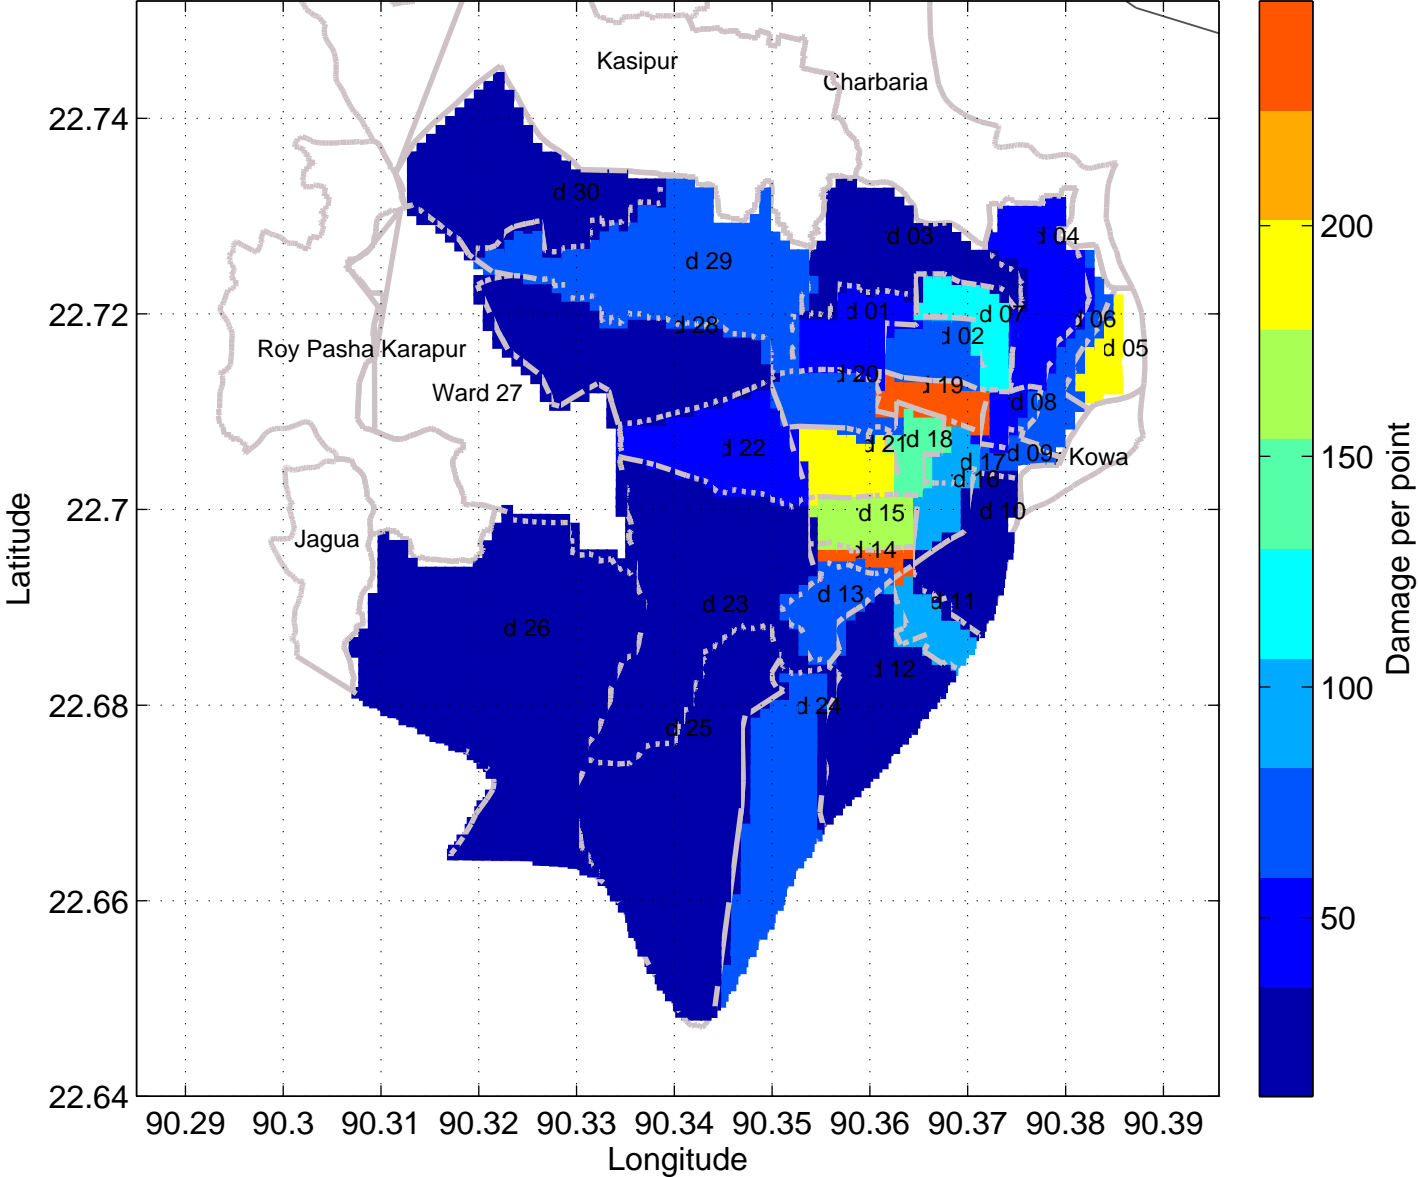 Kasipur
Charbaria
22.74
d 30
d 03
d 04
200
d 29
22.72
d 01
d 07
d 06
d 28
d 02
Roy Pasha Karapur
d 05
d 20
d 19
Ward 27
d 08
d 18
d 21
d 22
d 09
Kowa
150
d 17
d 16
22.7
d 15
d 10
Jagua
d 14
d 13
d 11
d 23
d 26
d 12
100
22.68
d 24
d 25
50
22.66
22.64
90.29 90.3 90.31 90.32 90.33 90.34 90.35 90.36 90.37 90.38 90.39
Longitude
Latitude
Damage per point